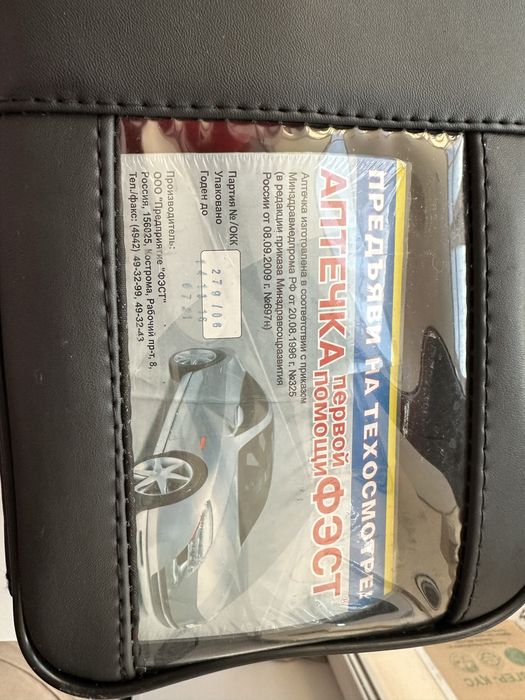 ПРЕДЪЯВИ НА ТЕХОСМОТРЕ!
АПТЕЧКА первой помощи ФЭСТ
Аптечка изготовлена в соответствии с приказом
Минздравмедпрома РФ от 20.08.1996 г. №325
(в редакции приказа Минздравсоцразвития
России от 08.09.2009 г. №697н)
Партия № /ОКК 279/06
Упаковано
Годен до
Производитель:
ООО "Предприятие "ФЭСТ"
Россия, 156025, Кострома, Рабочий пр-т, 8,
Тел./факс: (4942) 49-32-99, 49-32-43